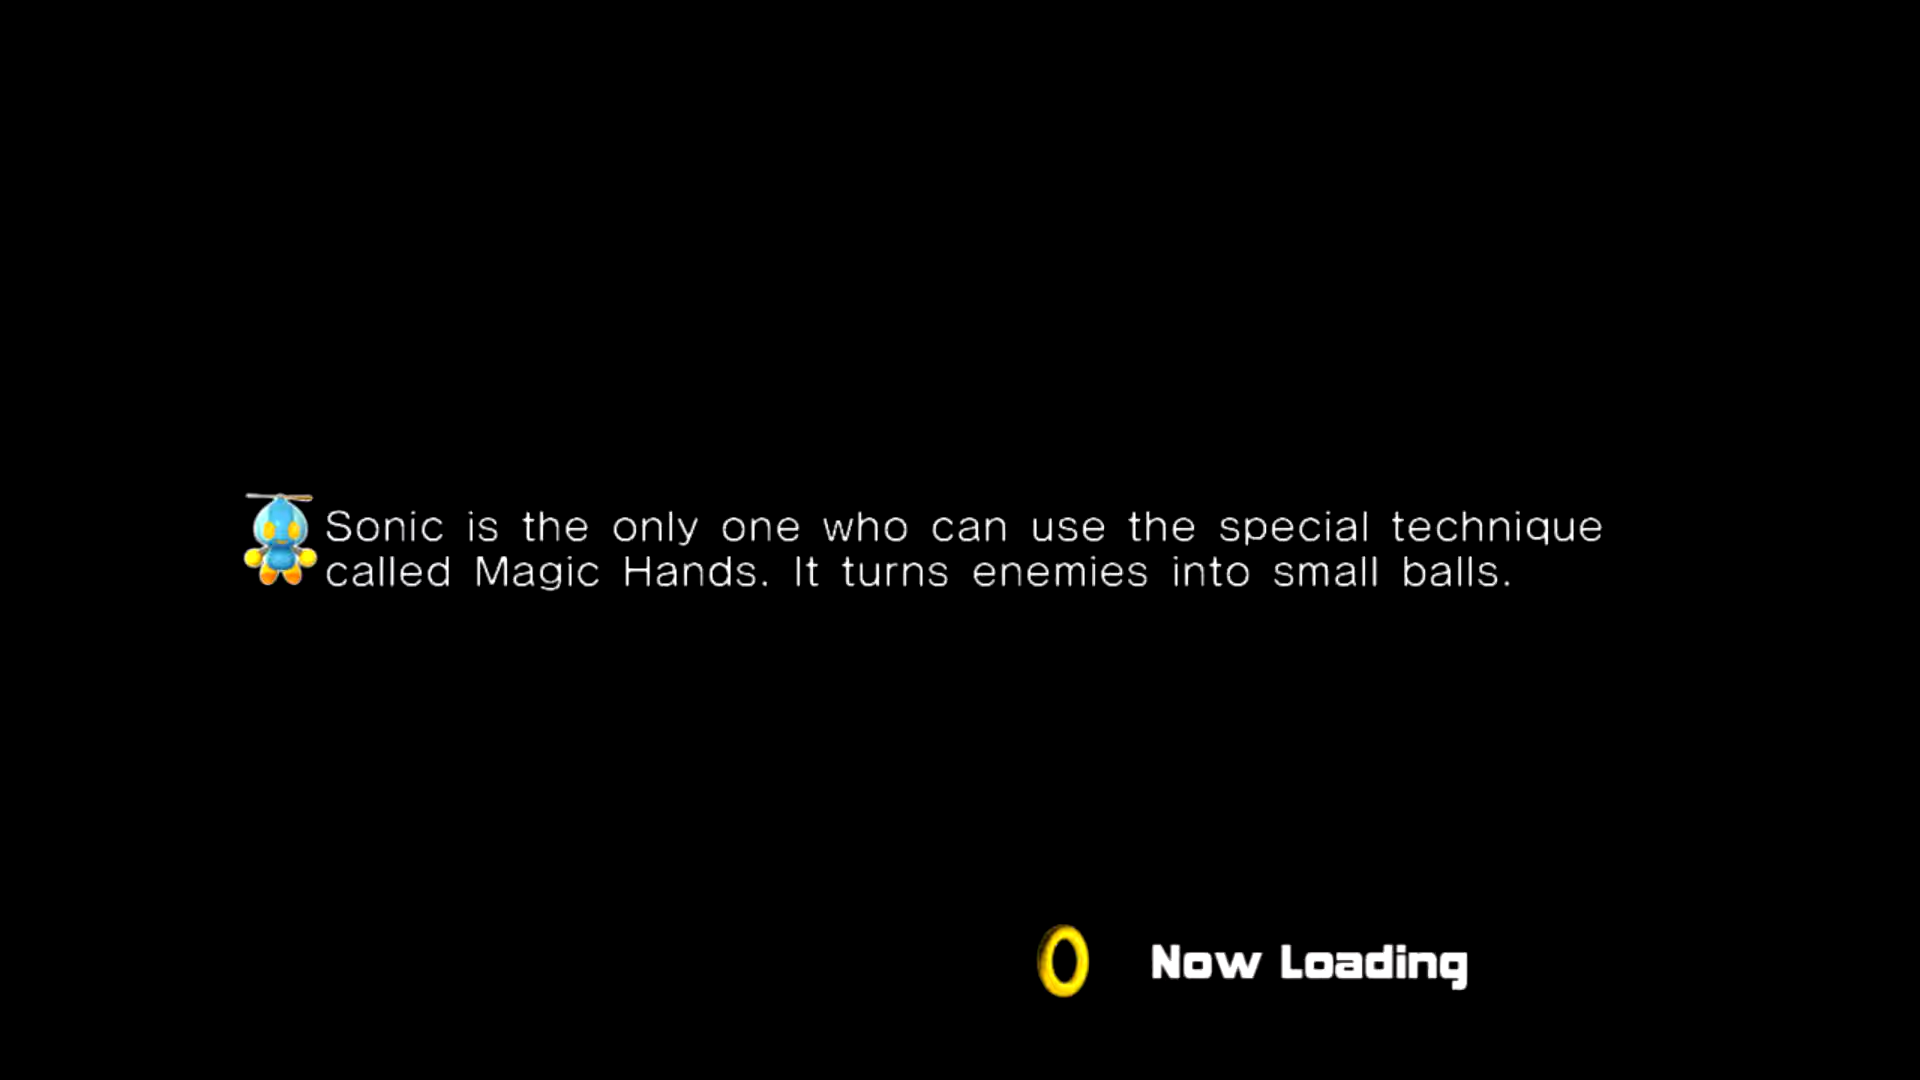 Sonic is the only one who can use the special technique
called Magic Hands. It turns enemies into small balls.
Now Loading